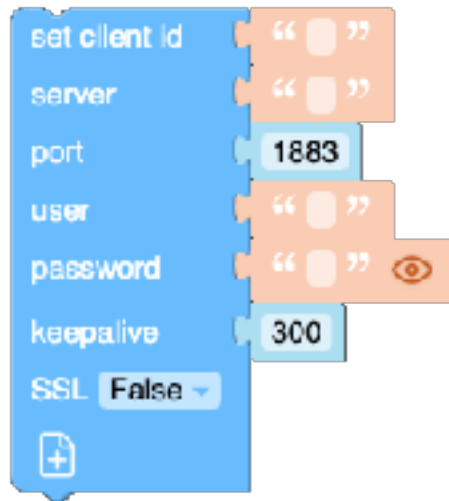 set client id “ ”
server “ ”
port 1883
user “ ”
password “ ”
keepalive 300
SSL False